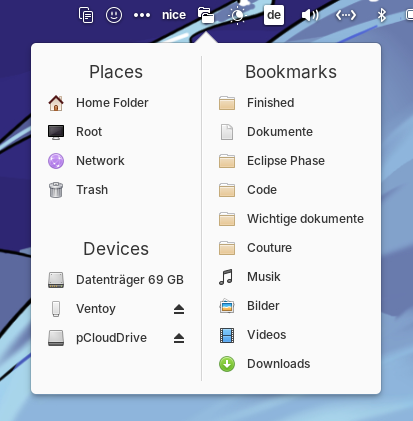 nice
de
Places
Home Folder
Root
Network
Trash
Devices
Datenträger 69 GB
Ventoy
pCloudDrive
Bookmarks
Finished
Dokumente
Eclipse Phase
Code
Wichtige dokumente
Couture
Musik
Bilder
Videos
Downloads